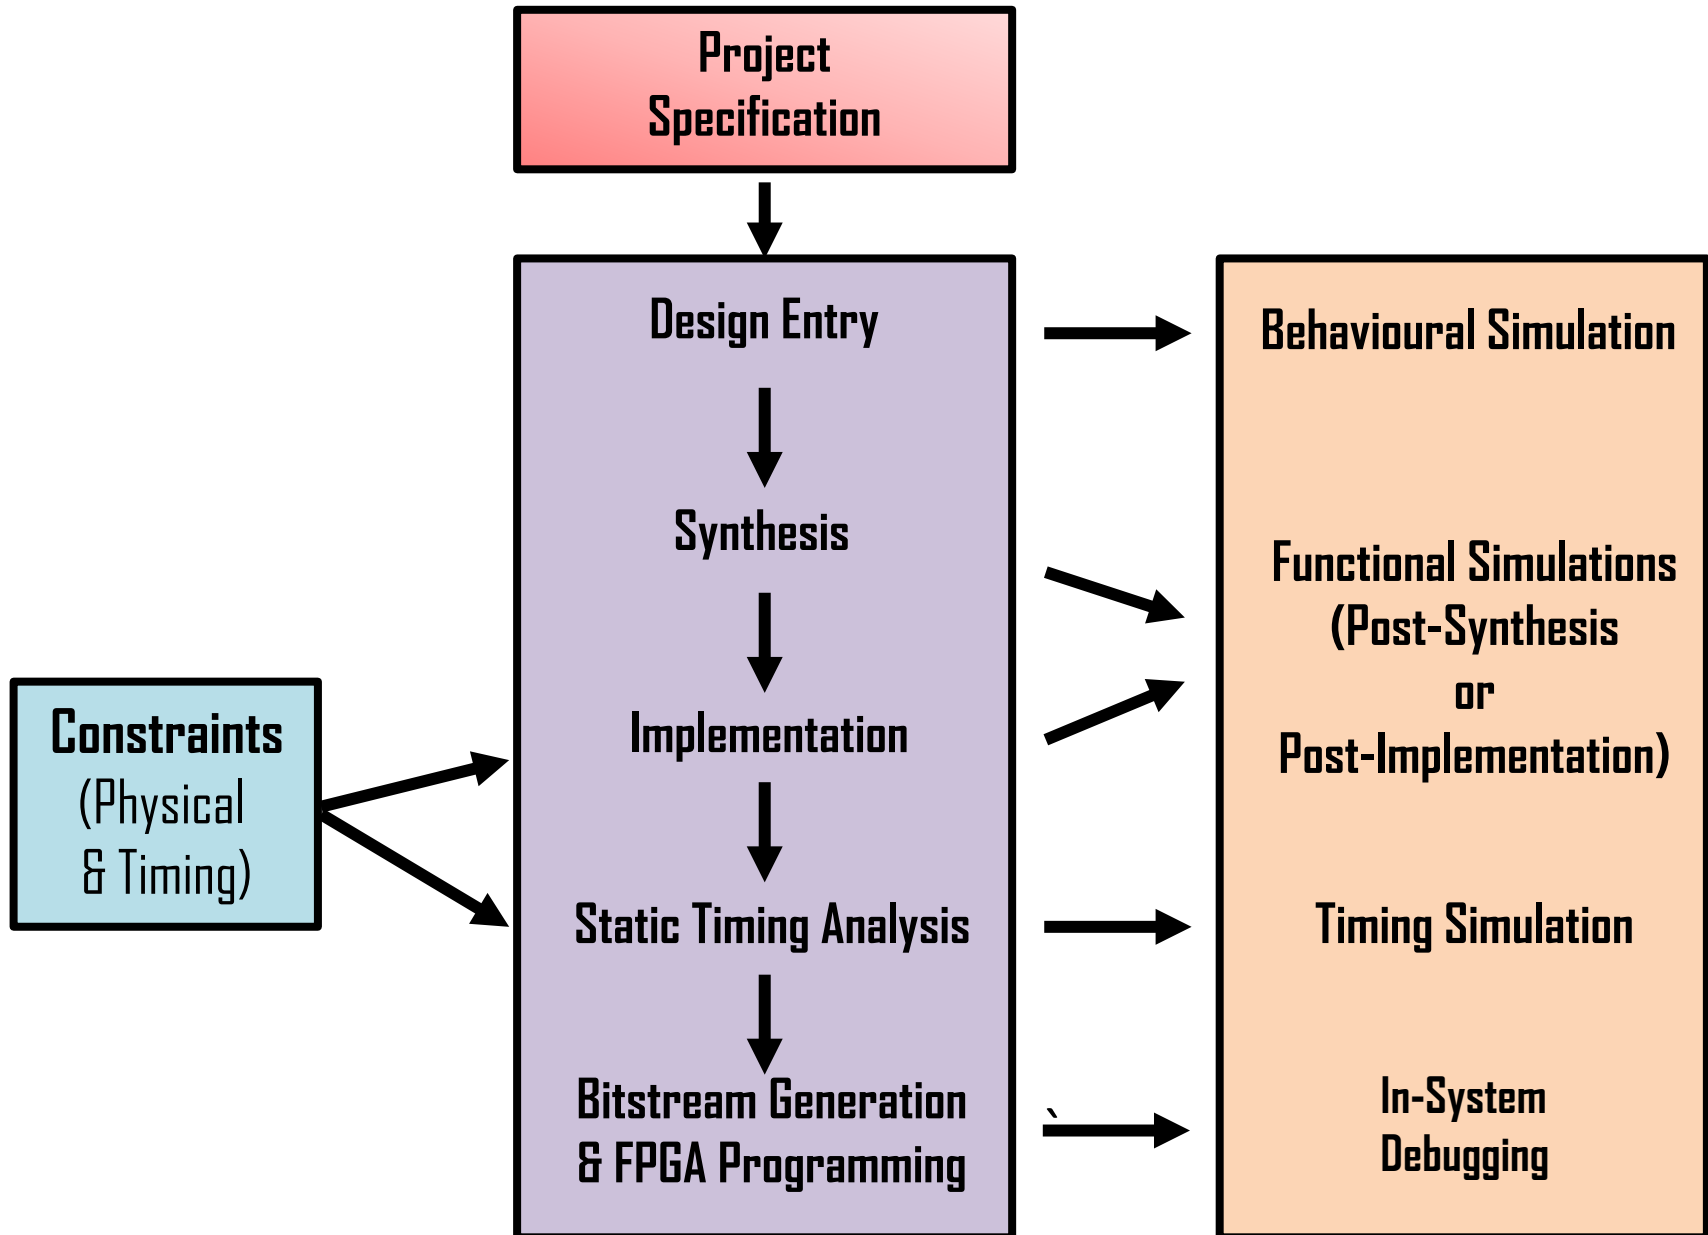 Project
Specification
Design Entry
Behavioural Simulation
Synthesis
Functional Simulations
(Post-Synthesis
or
Post-Implementation)
Implementation
Constraints
(Physical
& Timing)
Static Timing Analysis
Timing Simulation
Bitstream Generation
& FPGA Programming
`
In-System
Debugging